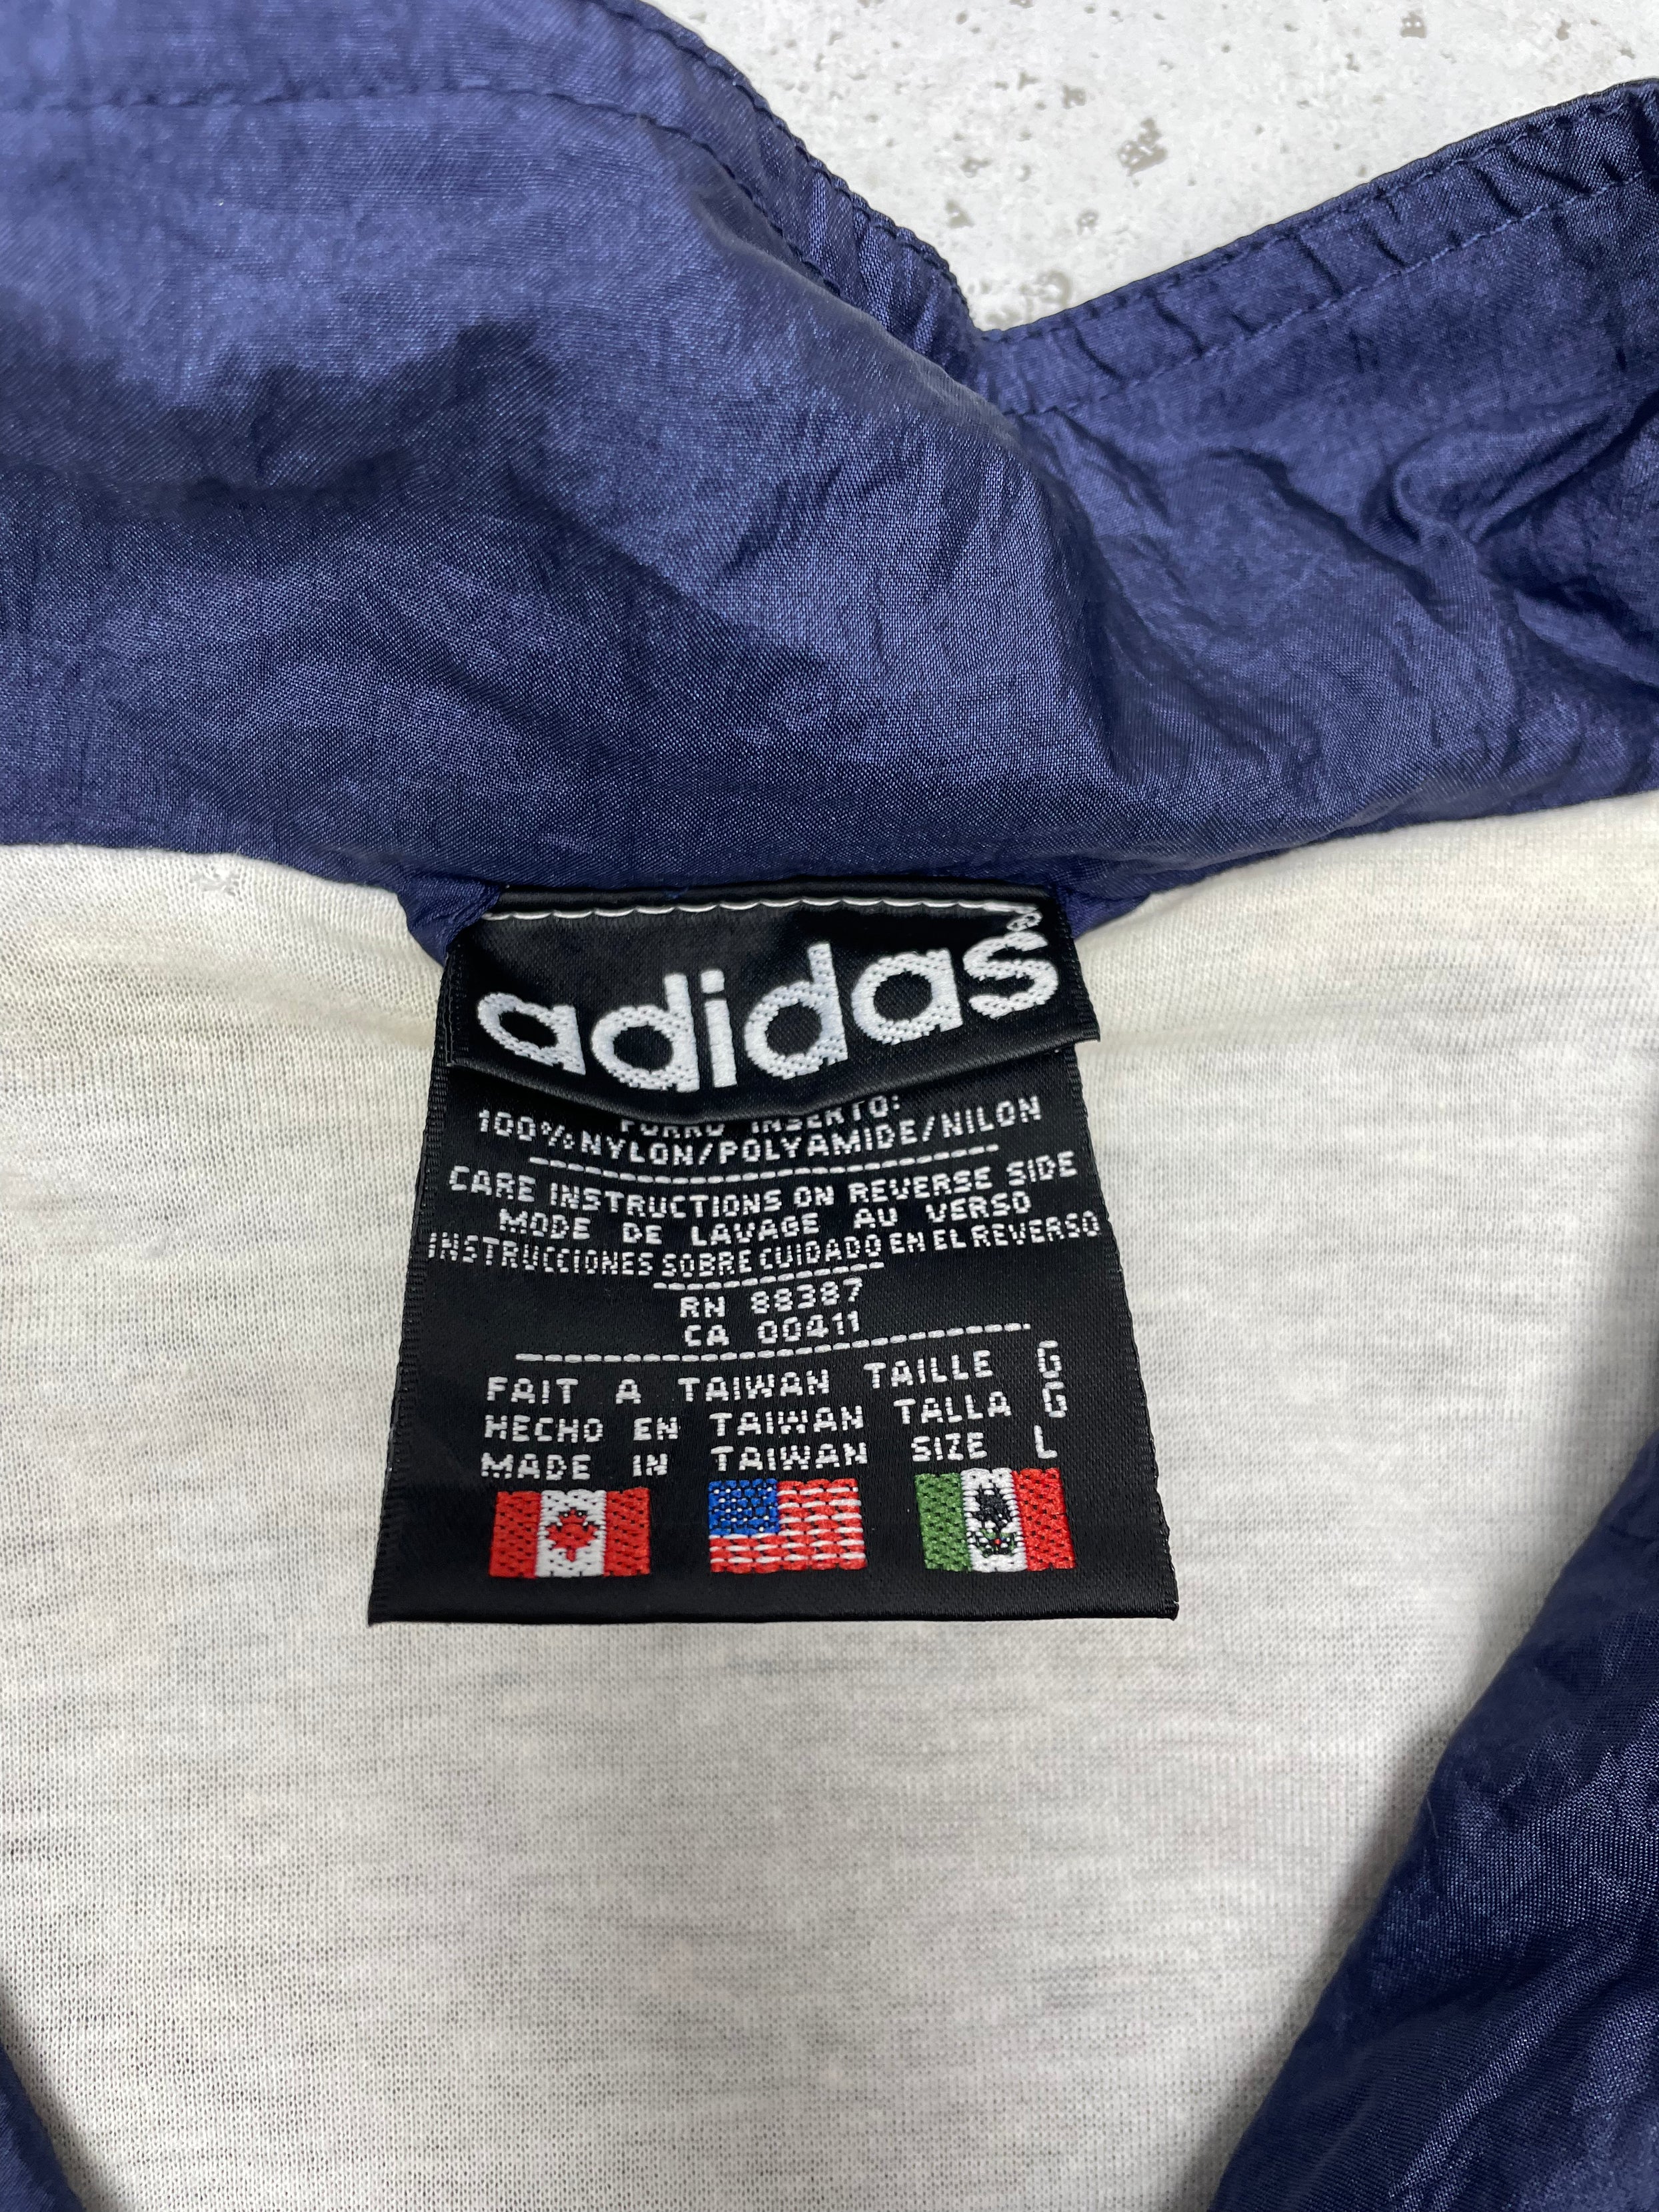 adidas®
FORRO INSERTO:
100% NYLON/POLYAMIDE/NILON
CARE INSTRUCTIONS ON REVERSE SIDE
MODE DE LAVAGE AU VERSO
INSTRUCCIONES SOBRE CUIDADO EN EL REVERSO
RN 88387
CA 00411
FAIT A TAIWAN TAILLE G
HECHO EN TAIWAN TALLA G
MADE IN TAIWAN SIZE L